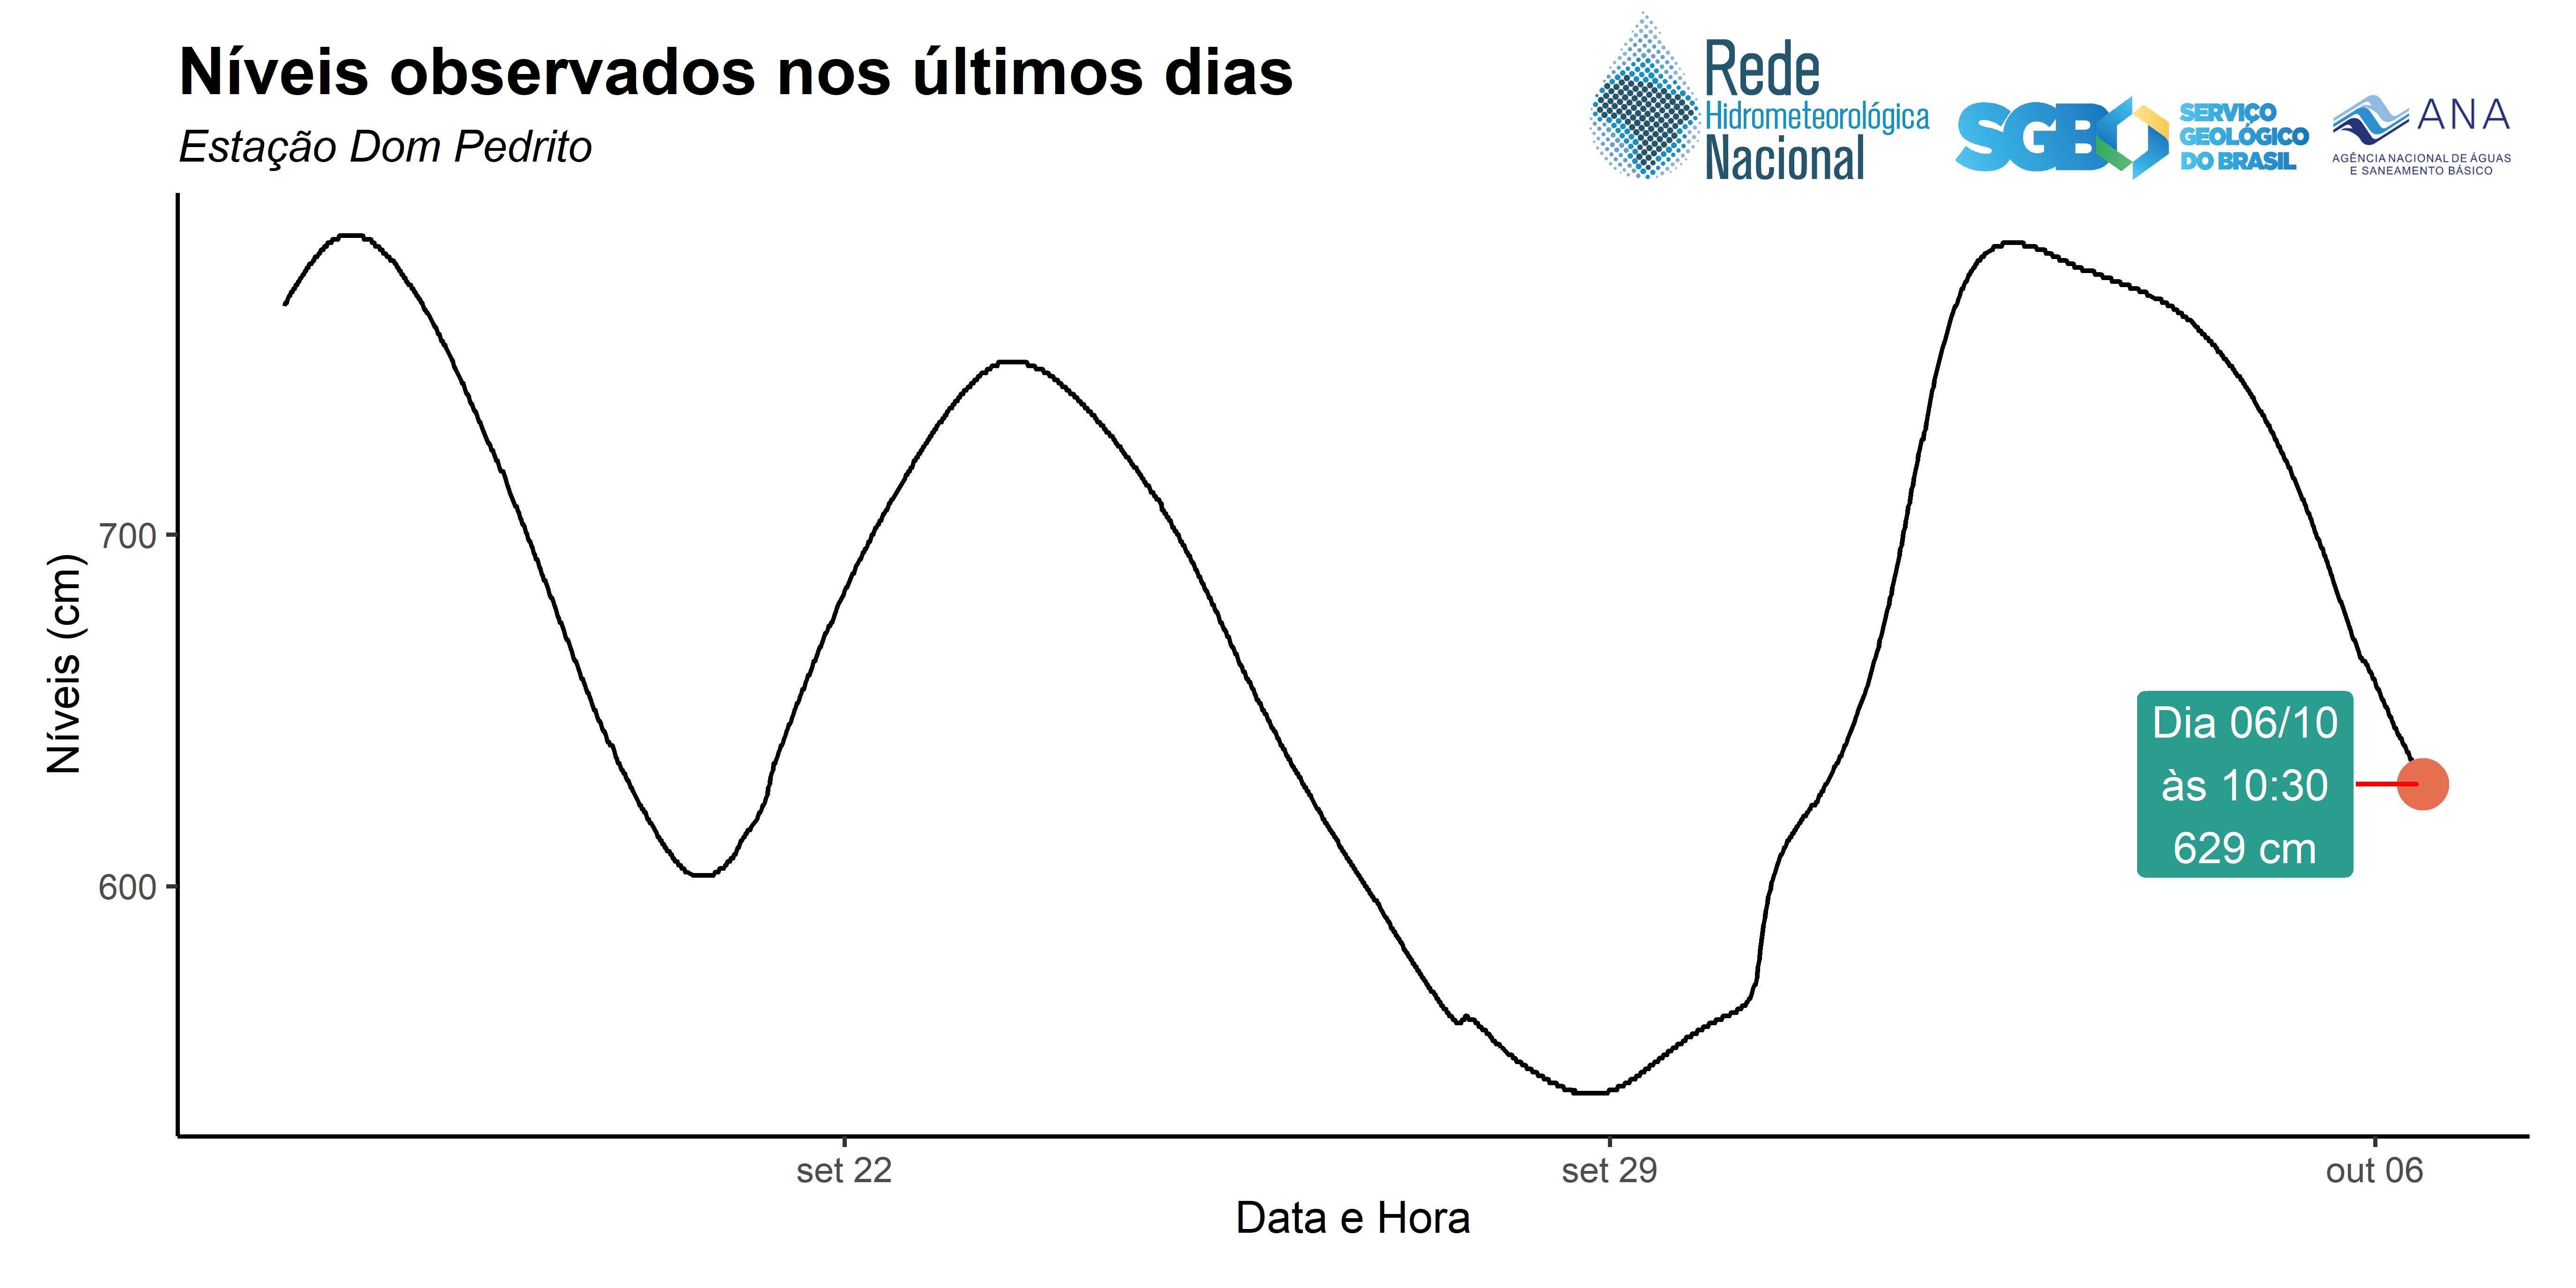 Níveis observados nos últimos dias
Estação Dom Pedrito
Rede
Hidrometeorológica
Nacional
SGB
SERVIÇO
GEOLÓGICO
DO BRASIL
ANA
AGÊNCIA NACIONAL DE ÁGUAS
E SANEAMENTO BÁSICO
Níveis (cm)
700
600
Dia 06/10
às 10:30
629 cm
set 22
set 29
out 06
Data e Hora